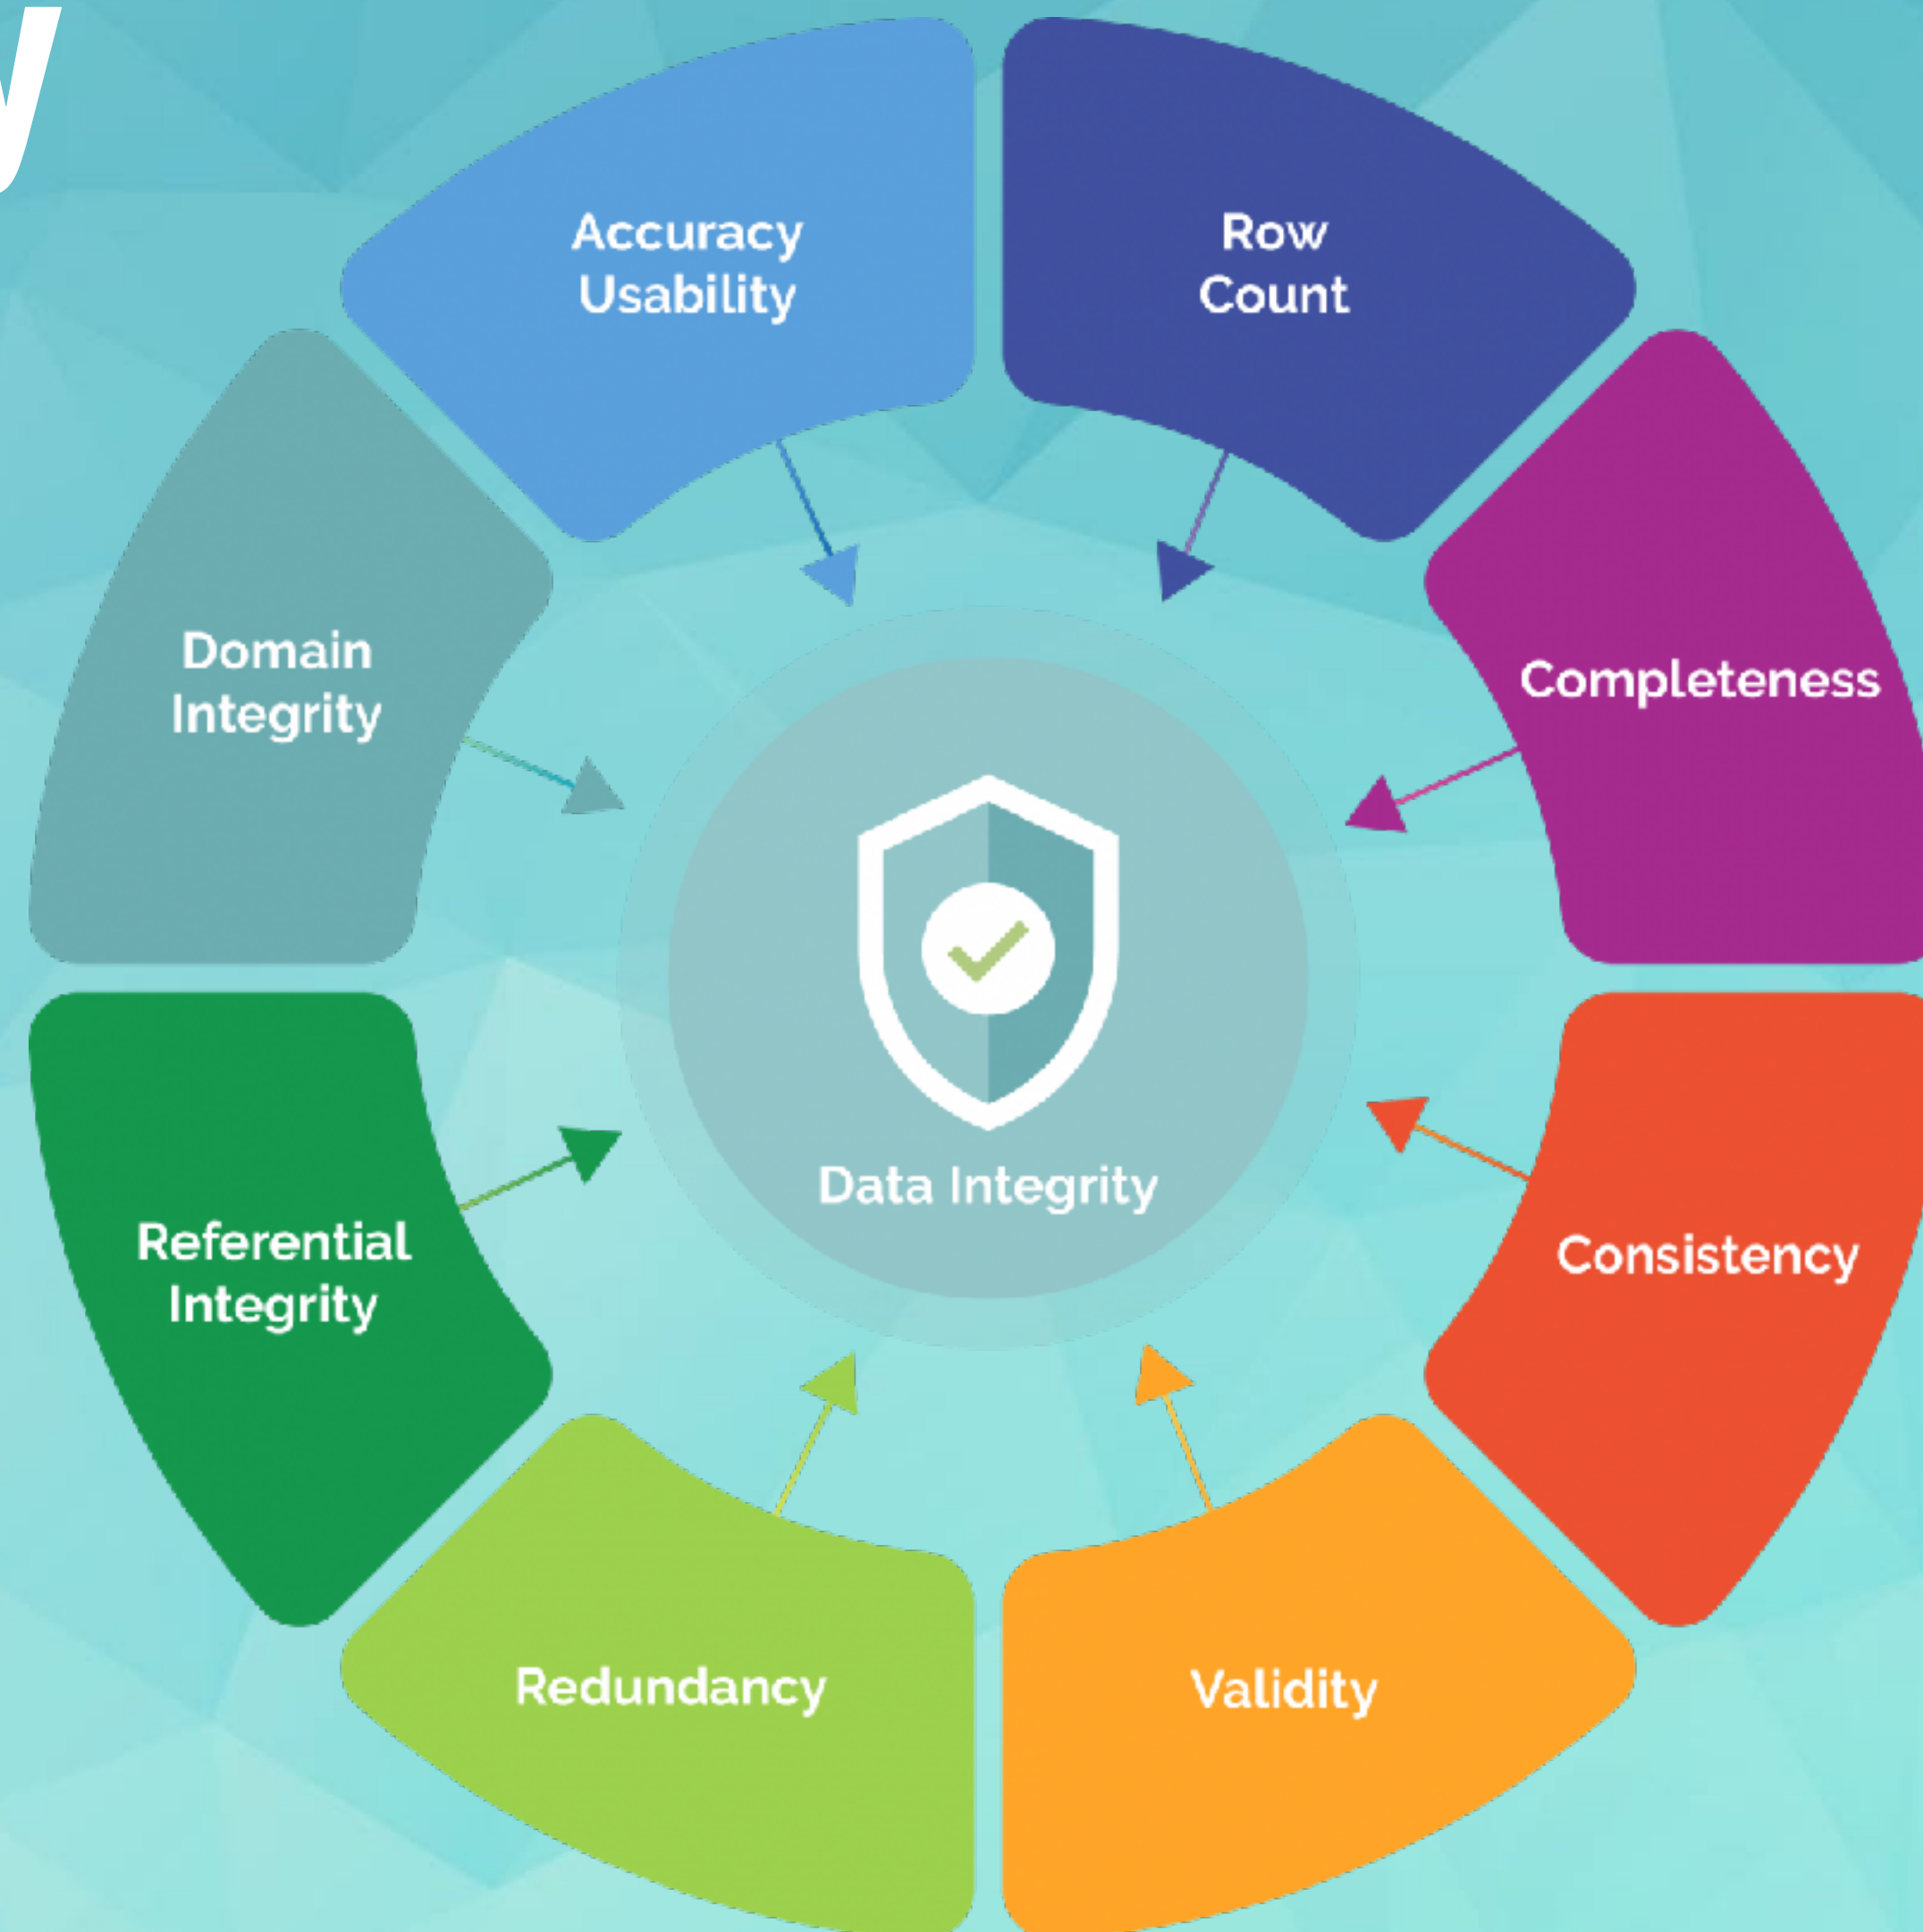 y
Accuracy
Usability
Row
Count
Completeness
Consistency
Validity
Redundancy
Referential
Integrity
Domain
Integrity
Data Integrity